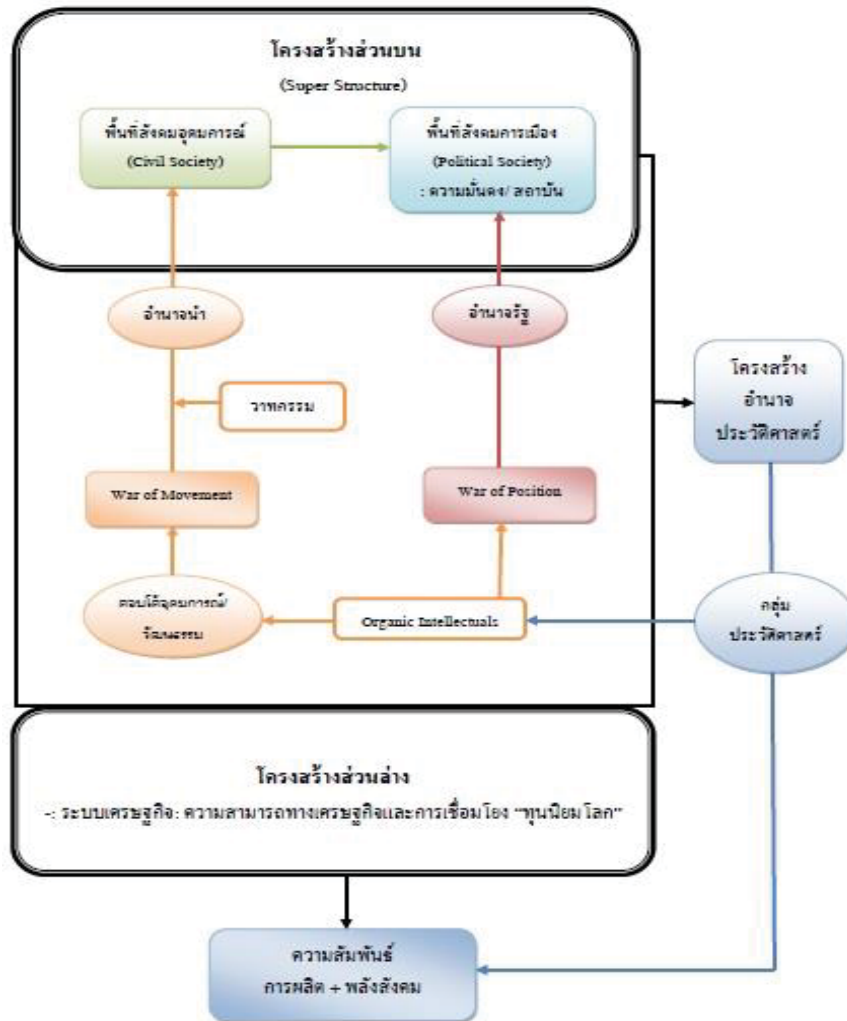 โครงสร้างส่วนบน
(Super Structure)
พื้นที่สังคมอุดมการณ์
(Civil Society)
พื้นที่สังคมการเมือง
(Political Society)
: ความมั่นคง/ สถาบัน
อำนาจนำ
อำนาจรัฐ
วาทกรรม
โครงสร้าง
อำนาจ
ประวัติศาสตร์
War of Movement
War of Position
ตอบโต้อุดมการณ์/
วัฒนธรรม
Organic Intellectuals
กลุ่ม
ประวัติศาสตร์
โครงสร้างส่วนล่าง
-: ระบบเศรษฐกิจ: ความสามารถทางเศรษฐกิจและการเชื่อมโยง “ทุนนิยมโลก”
ความสัมพันธ์
การผลิต + พลังสังคม